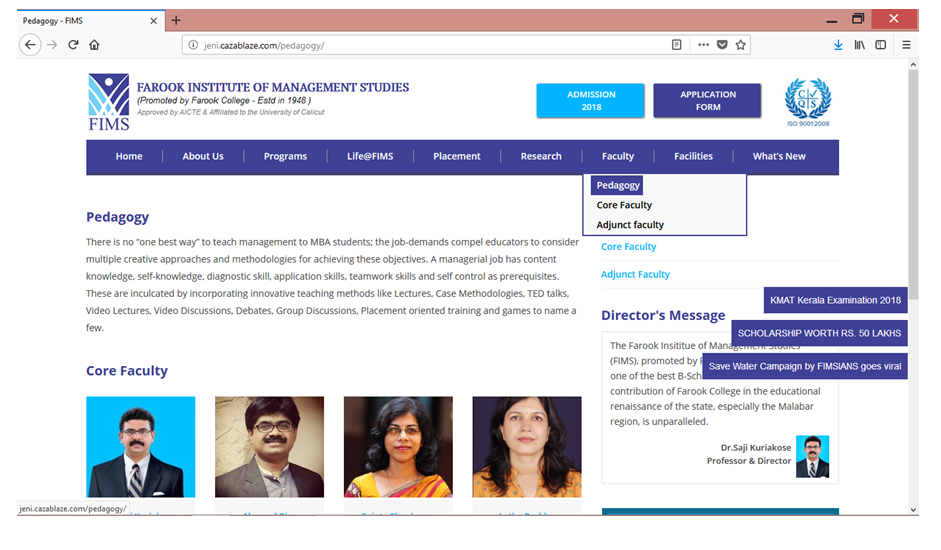 Pedagogy - FIMS
jeni.cazablaze.com/pedagogy/
FAROOK INSTITUTE OF MANAGEMENT STUDIES
(Promoted by Farook College - Estd in 1948 )
Approved by AICTE & Affiliated to the University of Calicut
FIMS
ADMISSION
2018
APPLICATION
FORM
CQS
ISO 9001:2008
Home About Us Programs Life@FIMS Placement Research Faculty Facilities What's New
Pedagogy
Core Faculty
Adjunct faculty
Pedagogy
There is no “one best way” to teach management to MBA students; the job-demands compel educators to consider
multiple creative approaches and methodologies for achieving these objectives. A managerial job has content
knowledge, self-knowledge, diagnostic skill, application skills, teamwork skills and self control as prerequisites.
These are inculcated by incorporating innovative teaching methods like Lectures, Case Methodologies, TED talks,
Video Lectures, Video Discussions, Debates, Group Discussions, Placement oriented training and games to name a
few.
Core Faculty
Core Faculty
Adjunct Faculty
KMAT Kerala Examination 2018
Director's Message
SCHOLARSHIP WORTH RS. 50 LAKHS
The Farook Insititue of Management Studies
(FIMS), promoted by
Save Water Campaign by FIMSIANS goes viral
one of the best
contribution of Farook College in the educational
renaissance of the state, especially the Malabar
region, is unparalleled.
Dr.Saji Kuriakose
Professor & Director
jeni.cazablaze.com/pedagogy/